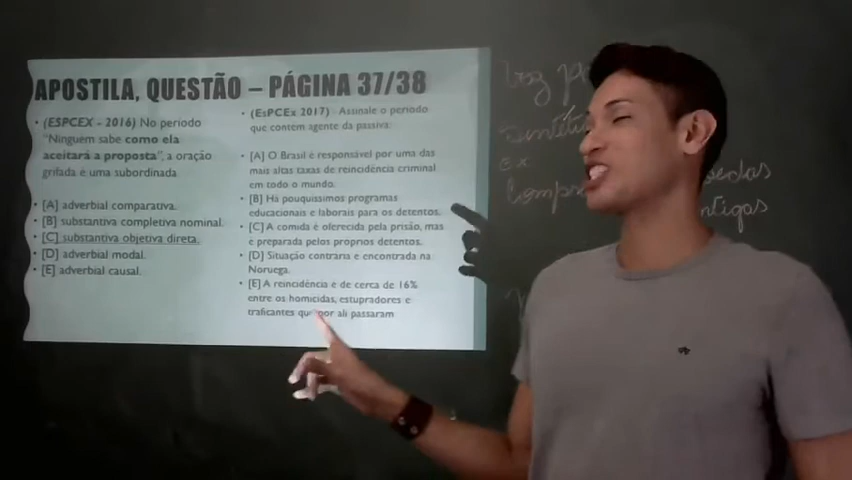 APOSTILA, QUESTÃO – PÁGINA 37/38
• (ESPCEX - 2016) No período
"Ninguém sabe como ela
aceitará a proposta", a oração
grifada é uma subordinada
• [A] adverbial comparativa.
• [B] substantiva completiva nominal.
• [C] substantiva objetiva direta.
• [D] adverbial modal.
• [E] adverbial causal.
• (EsPCEx 2017) Assinale o período
que contém agente da passiva.
• [A] O Brasil é responsável por uma das
mais altas taxas de reincidência criminal
em todo o mundo.
• [B] Há pouquíssimos programas
educacionais e laborais para os detentos.
• [C] A comida é oferecida pela prisão, mas
é preparada pelos próprios detentos.
• [D] Situação contrária é encontrada na
Noruega.
• [E] A reincidência é de cerca de 16%
entre os homicidas, estupradores e
traficantes que por ali passaram
Voz
Ex